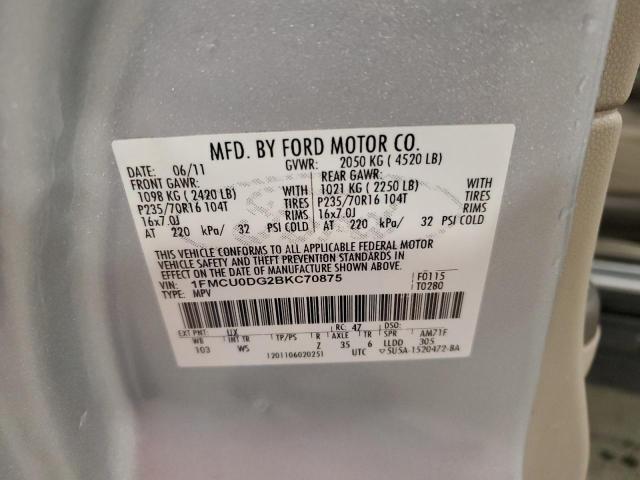 MFD. BY FORD MOTOR CO.
DATE: 06/11 GVWR: 2050 KG ( 4520 LB)
FRONT GAWR: REAR GAWR:
1098 KG ( 2420 LB) WITH 1021 KG ( 2250 LB) WITH
P235/70R16 104T TIRES P235/70R16 104T TIRES
16x7.0J RIMS 16x7.0J RIMS
AT 220 kPa/ 32 PSI COLD AT 220 kPa/ 32 PSI COLD
THIS VEHICLE CONFORMS TO ALL APPLICABLE FEDERAL MOTOR
VEHICLE SAFETY AND THEFT PREVENTION STANDARDS IN
EFFECT ON THE DATE OF MANUFACTURE SHOWN ABOVE.
VIN: 1FMCU0DG2BKC70875 F0115
TYPE: MPV T0280
EXT PNT: UX RC: 47 DSO:
WB INT TR TP/PS R AXLE TR SPR AM71F
103 WS Z 35 6 LLDD 305
1201106020251 UTC SU5A-1520472-BA